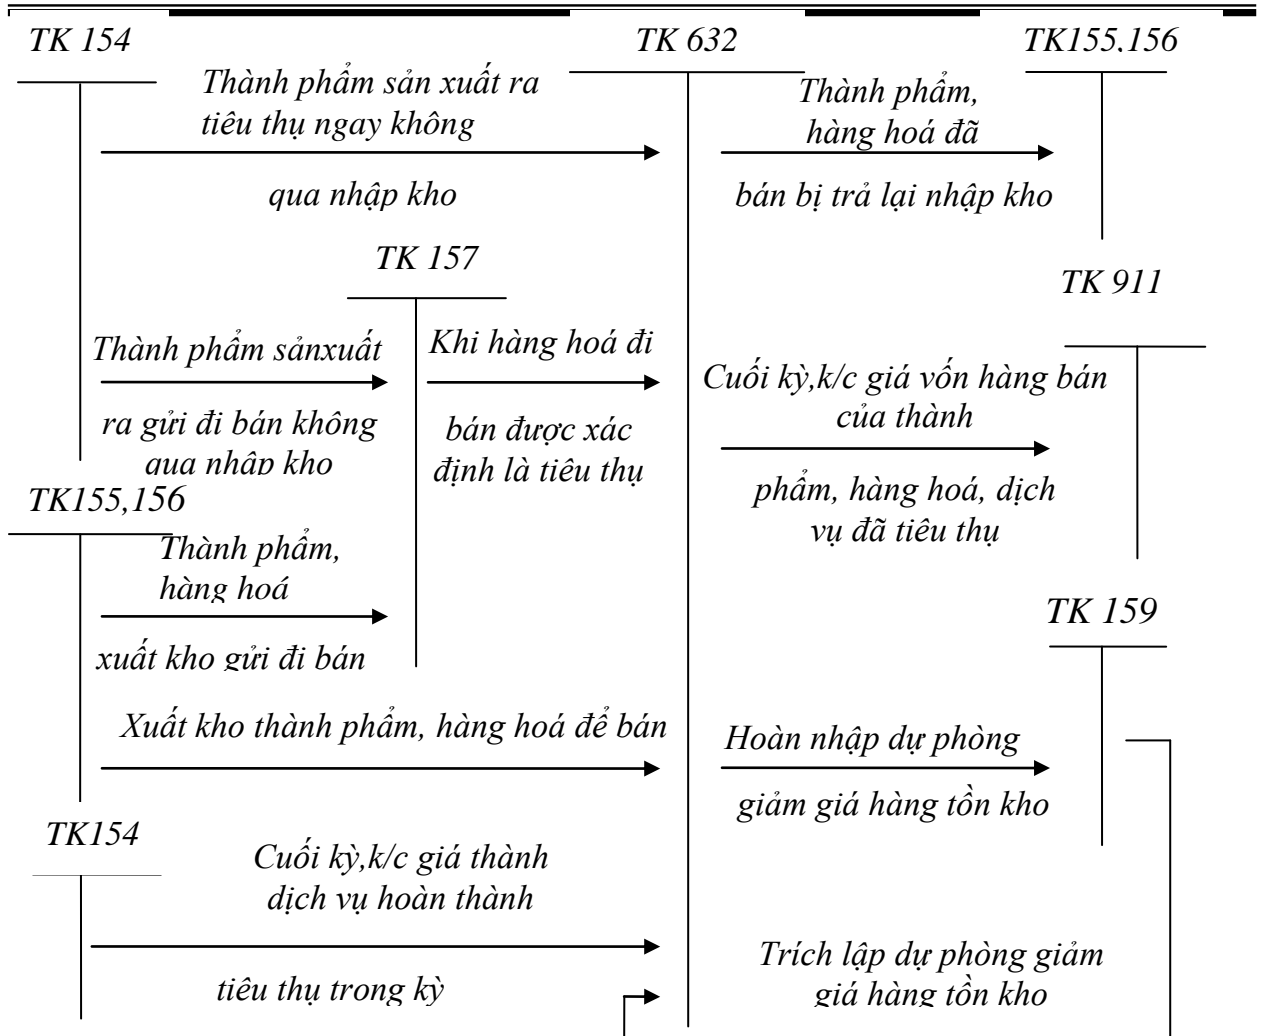 TK 154
TK 632
TK155,156
Thành phẩm sản xuất ra
tiêu thụ ngay không
qua nhập kho
Thành phẩm,
hàng hoá đã
bán bị trả lại nhập kho
TK 157
TK 911
Thành phẩm sảnxuất
ra gửi đi bán không
qua nhập kho
Khi hàng hoá đi
bán được xác
định là tiêu thụ
Cuối kỳ,k/c giá vốn hàng bán
của thành
phẩm, hàng hoá, dịch
vụ đã tiêu thụ
TK155,156
Thành phẩm,
hàng hoá
xuất kho gửi đi bán
TK 159
Xuất kho thành phẩm, hàng hoá để bán
Hoàn nhập dự phòng
giảm giá hàng tồn kho
TK154
Cuối kỳ,k/c giá thành
dịch vụ hoàn thành
tiêu thụ trong kỳ
Trích lập dự phòng giảm
giá hàng tồn kho